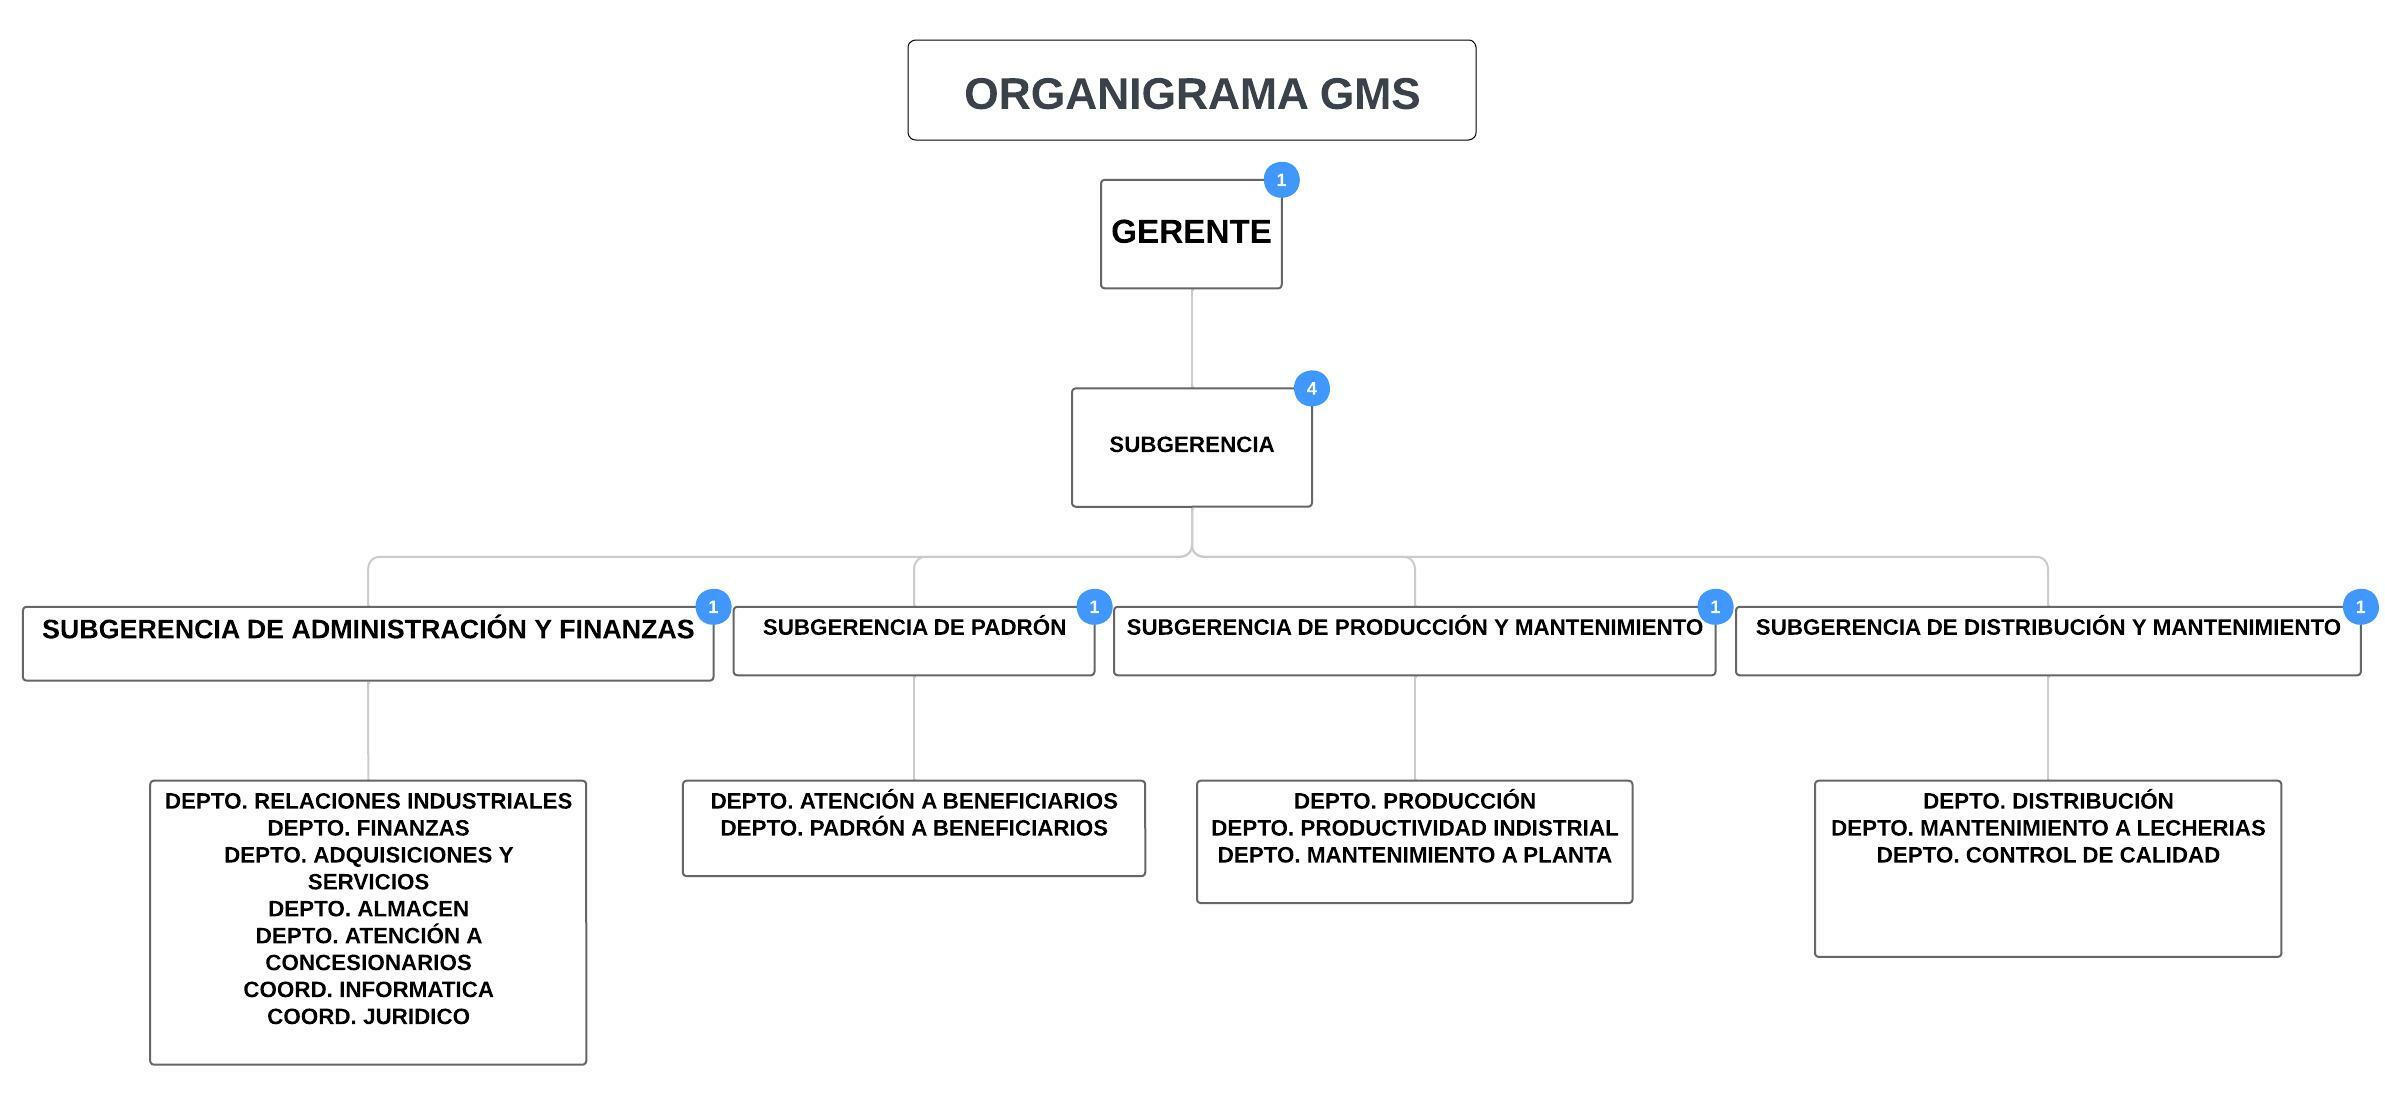 ORGANIGRAMA GMS
1
GERENTE
4
SUBGERENCIA
1
SUBGERENCIA DE ADMINISTRACIÓN Y FINANZAS
1
SUBGERENCIA DE PADRÓN
1
SUBGERENCIA DE PRODUCCIÓN Y MANTENIMIENTO
1
SUBGERENCIA DE DISTRIBUCIÓN Y MANTENIMIENTO
DEPTO. RELACIONES INDUSTRIALES
DEPTO. FINANZAS
DEPTO. ADQUISICIONES Y
SERVICIOS
DEPTO. ALMACEN
DEPTO. ATENCIÓN A
CONCESIONARIOS
COORD. INFORMATICA
COORD. JURIDICO
DEPTO. ATENCIÓN A BENEFICIARIOS
DEPTO. PADRÓN A BENEFICIARIOS
DEPTO. PRODUCCIÓN
DEPTO. PRODUCTIVIDAD INDISTRIAL
DEPTO. MANTENIMIENTO A PLANTA
DEPTO. DISTRIBUCIÓN
DEPTO. MANTENIMIENTO A LECHERIAS
DEPTO. CONTROL DE CALIDAD